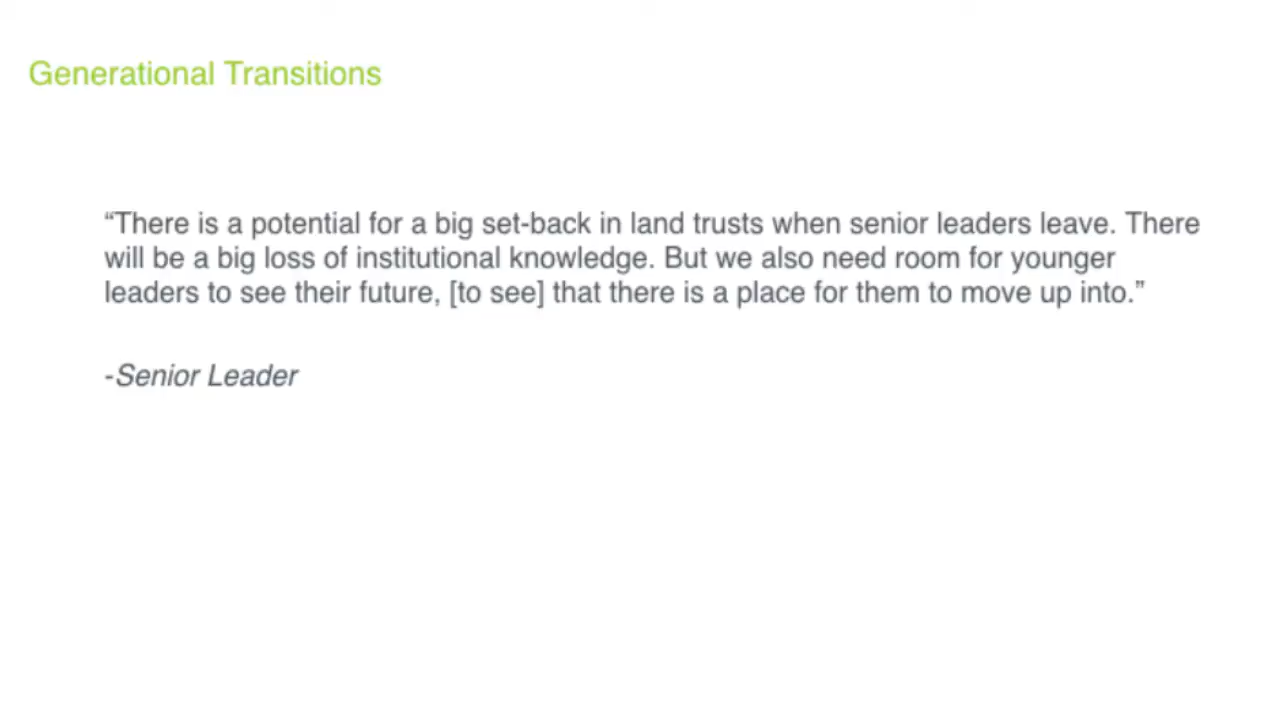 Generational Transitions
“There is a potential for a big set-back in land trusts when senior leaders leave. There
will be a big loss of institutional knowledge. But we also need room for younger
leaders to see their future, [to see] that there is a place for them to move up into.”
-Senior Leader